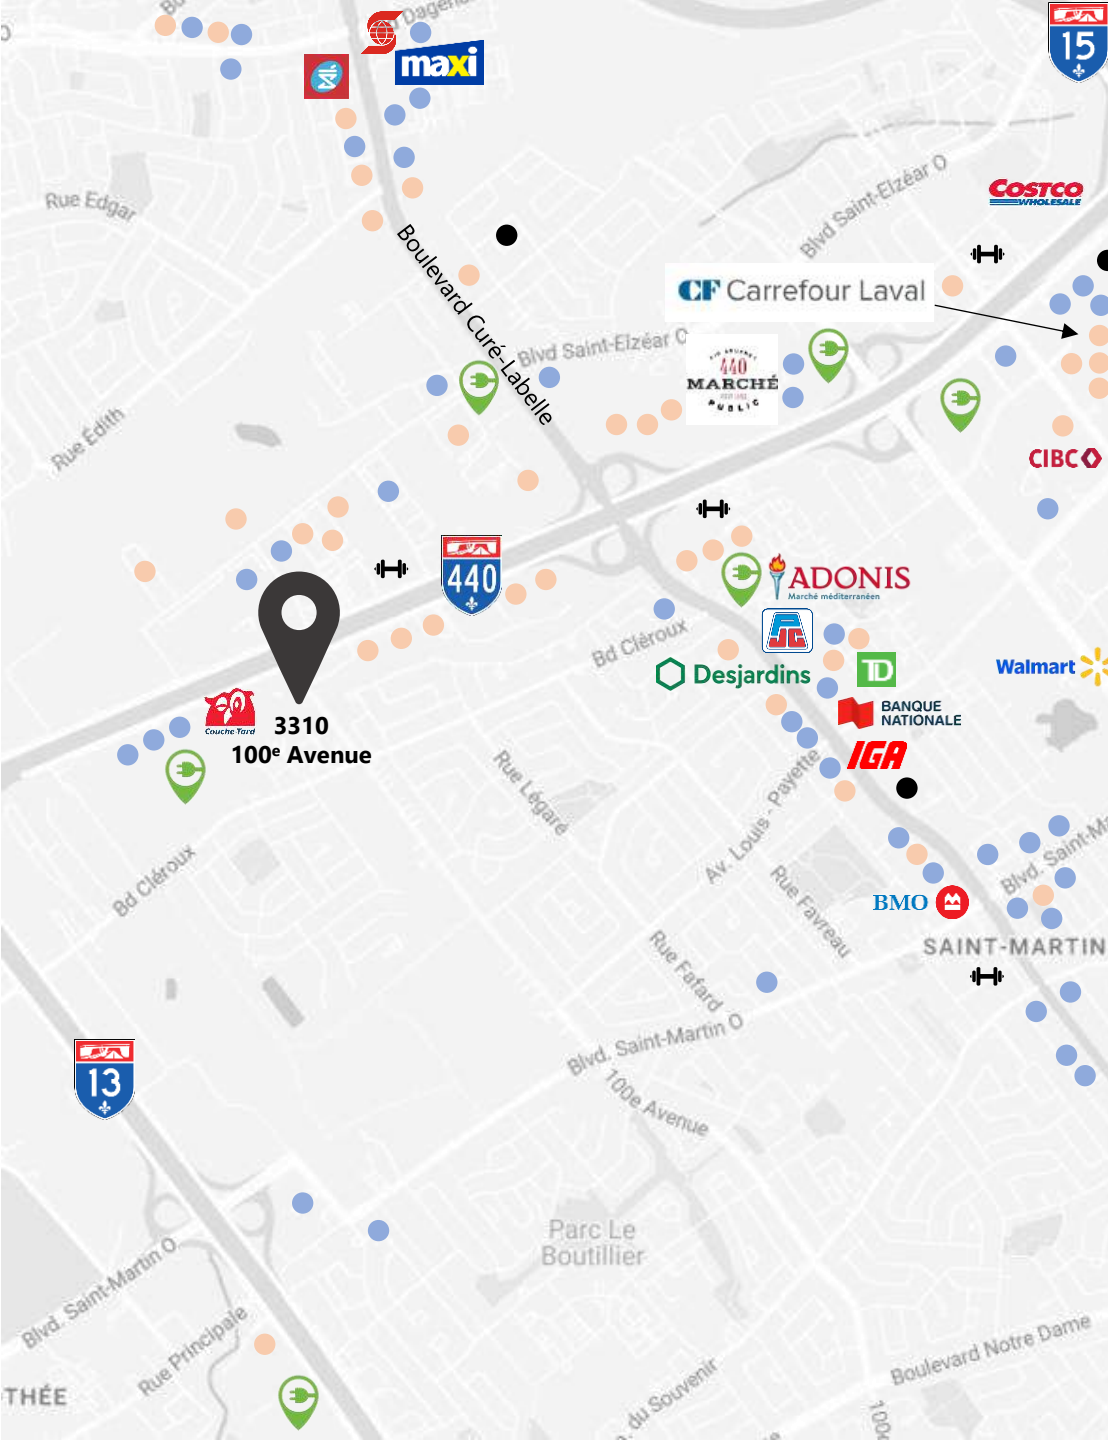 15
maxi
Rue Edgar
Blvd Saint-Elzéar O
COSTCO
WHOLESALE
Boulevard Curé-Labelle
CF Carrefour Laval
Blvd Saint-Elzéar O
440
MARCHÉ
PUBLIC
Rue Édith
CIBC
440
ADONIS
Marché méditerranéen
PJC
Bd Cléroux
Desjardins
TD
Walmart
BANQUE
NATIONALE
Couche-Tard
3310
100e Avenue
IGA
Rue Légaré
Av. Louis - Payette
Bd Cléroux
Rue Favreau
Blvd. Saint-Ma
BMO
SAINT-MARTIN
Rue Fafard
Blvd. Saint-Martin O
13
100e Avenue
Parc Le
Boutillier
Blvd. Saint-Martin O
Rue Principale
Boulevard Notre Dame
THÉE
du Souvenir
100e